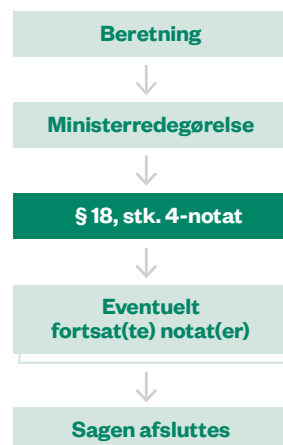 Beretning
Ministerredegørelse
§ 18, stk. 4-notat
Eventuelt
fortsat(te) notat(er)
Sagen afsluttes